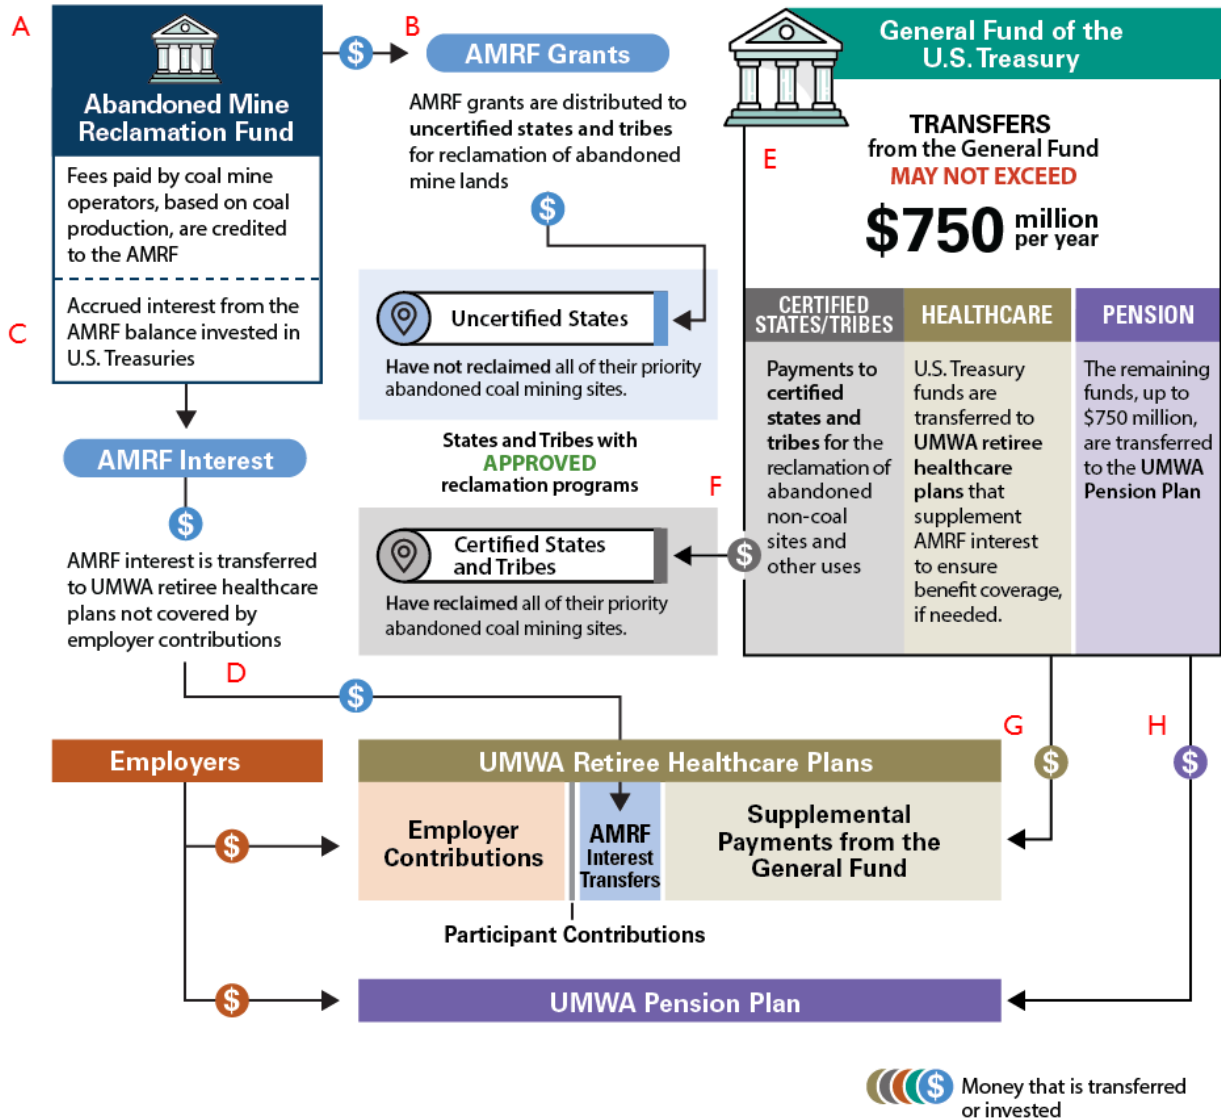 A
Abandoned Mine
Reclamation Fund
Fees paid by coal mine
operators, based on coal
production, are credited
to the AMRF
C
Accrued interest from the
AMRF balance invested in
U.S. Treasuries
AMRF Interest
$
AMRF interest is transferred
to UMWA retiree healthcare
plans not covered by
employer contributions
D
$
$
B
AMRF Grants
AMRF grants are distributed to
uncertified states and tribes
for reclamation of abandoned
mine lands
$
Uncertified States
Have not reclaimed all of their priority
abandoned coal mining sites.
States and Tribes with
APPROVED
reclamation programs
Certified States
and Tribes
Have reclaimed all of their priority
abandoned coal mining sites.
General Fund of the
U.S. Treasury
E
TRANSFERS
from the General Fund
MAY NOT EXCEED
$750 million
per year
CERTIFIED
STATES/TRIBES
Payments to
certified
states and
tribes for the
reclamation of
abandoned
non-coal
sites and
other uses
F
$
HEALTHCARE
U.S. Treasury
funds are
transferred to
UMWA retiree
healthcare
plans that
supplement
AMRF interest
to ensure
benefit coverage,
if needed.
PENSION
The remaining
funds, up to
$750 million,
are transferred
to the UMWA
Pension Plan
G
$
H
$
Employers
$
$
UMWA Retiree Healthcare Plans
Employer
Contributions
AMRF
Interest
Transfers
Supplemental
Payments from the
General Fund
Participant Contributions
UMWA Pension Plan
$
Money that is transferred
or invested